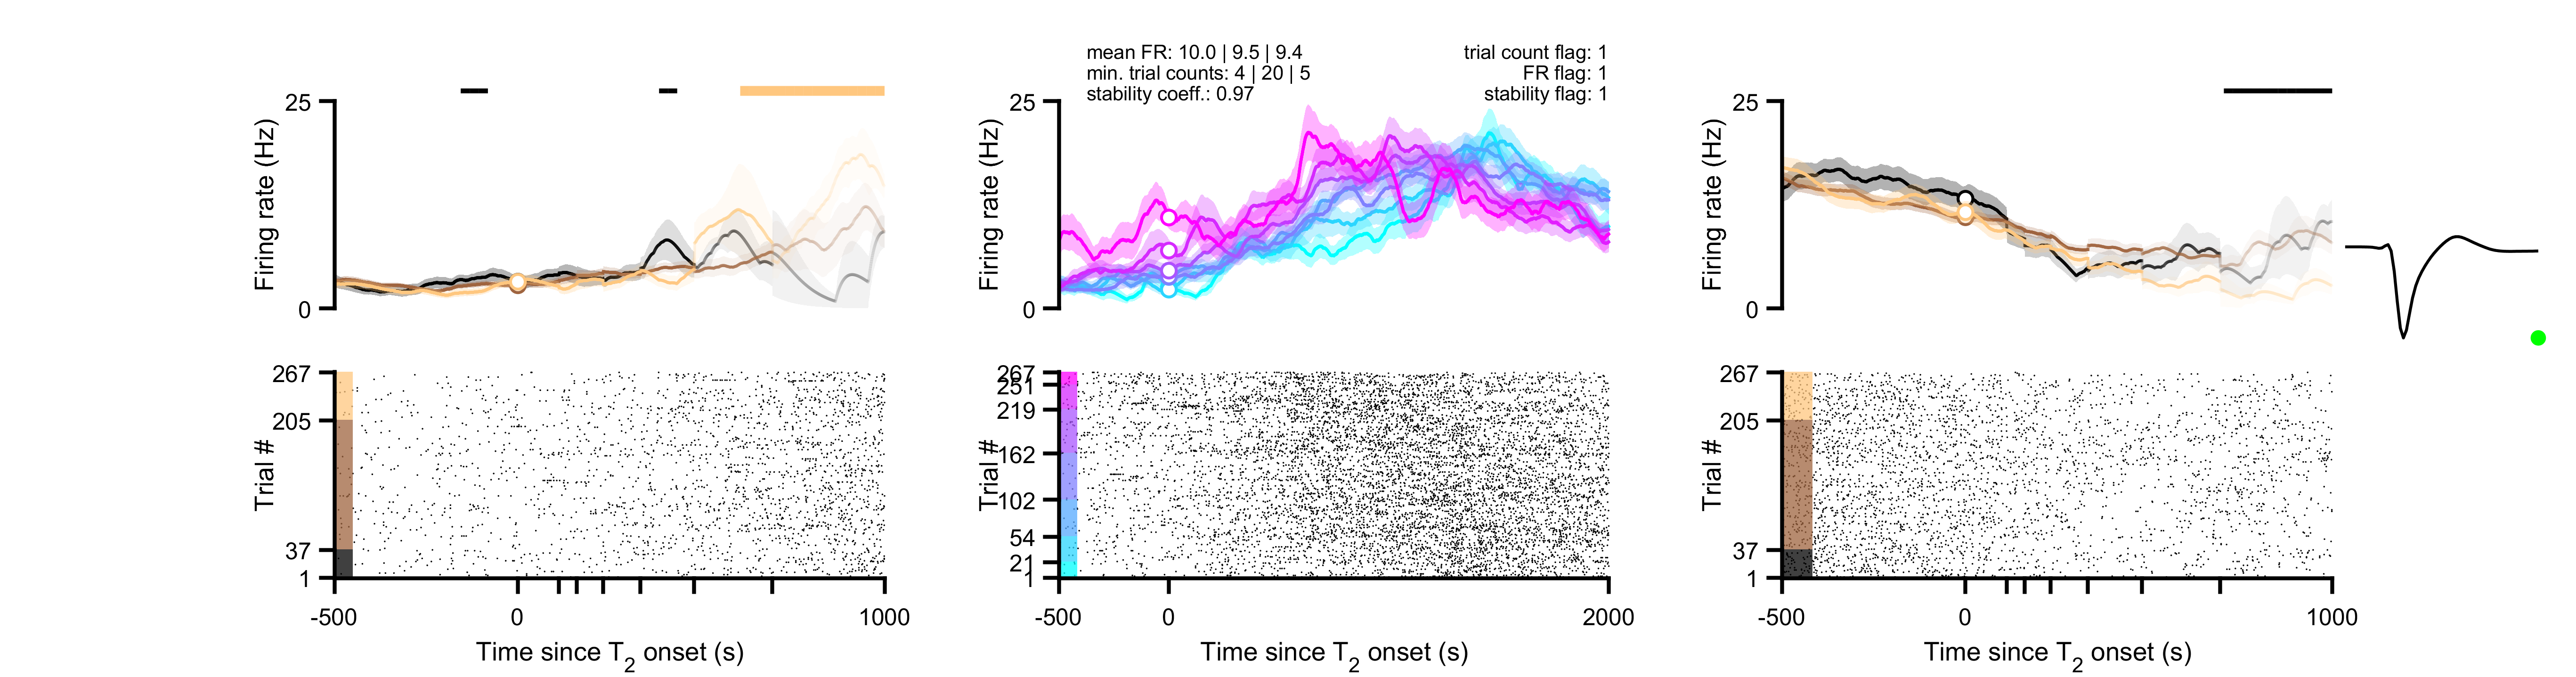 mean FR: 10.0 | 9.5 | 9.4
min. trial counts: 4 | 20 | 5
stability coeff.: 0.97
trial count flag: 1
FR flag: 1
stability flag: 1
25
0
Firing rate (Hz)
267
205
37
1
Trial #
-500
0
1000
Time since T2 onset (s)
25
0
Firing rate (Hz)
267
251
219
162
102
54
21
1
Trial #
-500
0
2000
Time since T2 onset (s)
25
0
Firing rate (Hz)
267
205
37
1
Trial #
-500
0
1000
Time since T2 onset (s)